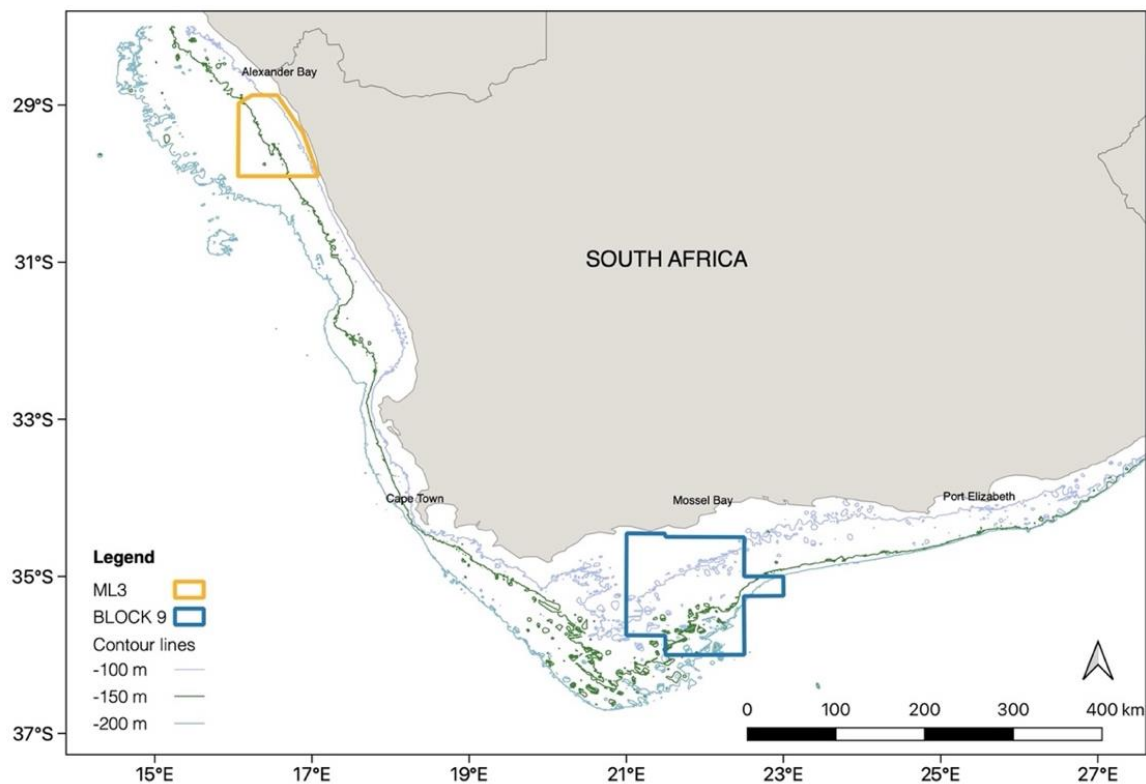 Alexander Bay
29°S
31°S
SOUTH AFRICA
33°S
Cape Town
Mossel Bay
Port Elizabeth
35°S
37°S
Legend
ML3
BLOCK 9
Contour lines
-100 m
-150 m
-200 m
0 100 200 300 400 km
15°E 17°E 19°E 21°E 23°E 25°E 27°E